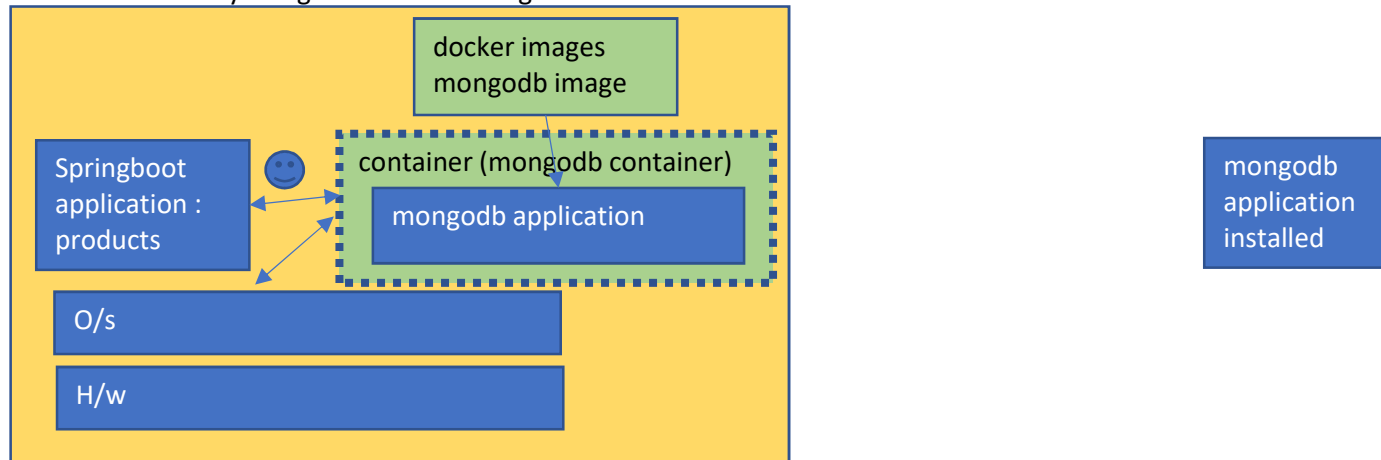 docker images
mongodb image
container (mongodb container)
Springboot
application :
products
mongodb application
mongodb
application
installed
O/s
H/w